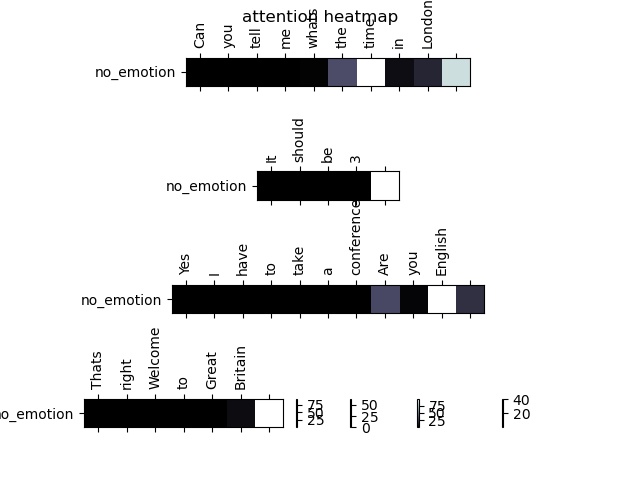 attention heatmap
Can you tell me whats the time in London
no_emotion
It should be 3
no_emotion
Yes I have to take a conference Are you English
no_emotion
Thats right Welcome to Great Britain
no_emotion
75 50 25
50 25 0
75 50 25
40 20